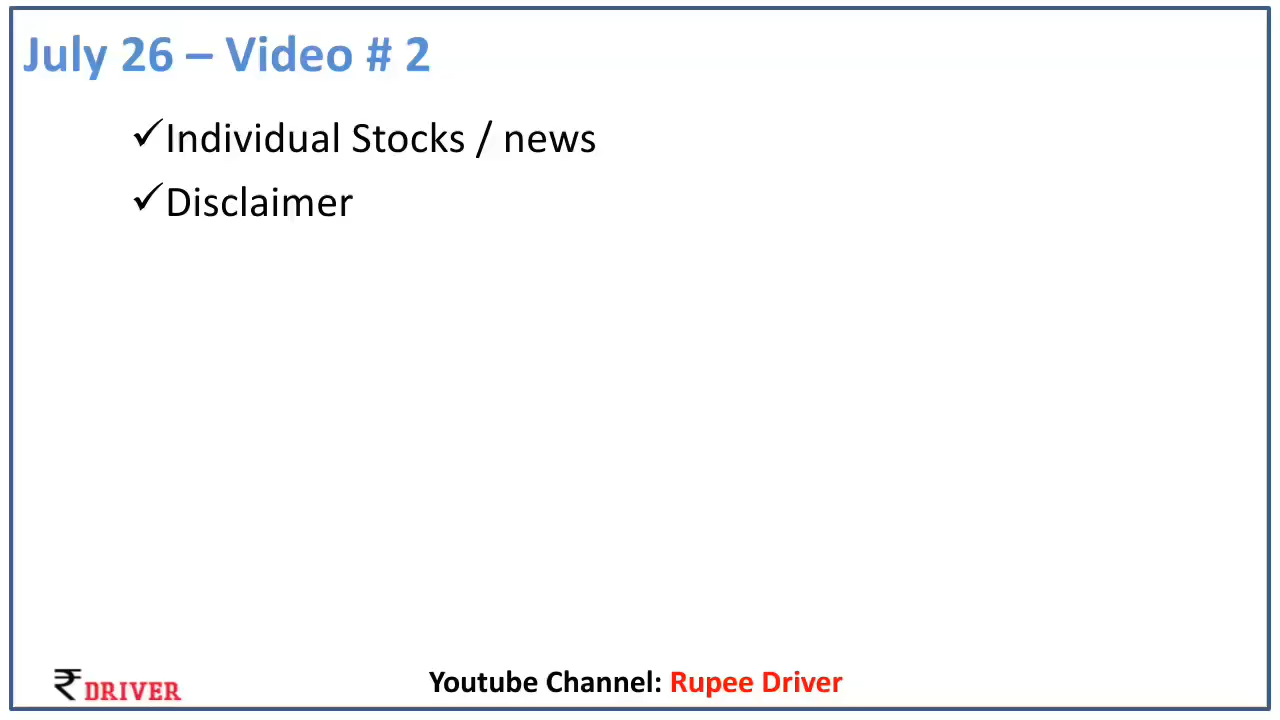 July 26 – Video # 2
✓Individual Stocks / news
✓Disclaimer
₹ DRIVER
Youtube Channel: Rupee Driver